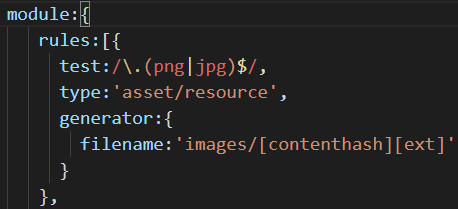 module:{
rules:[{
test:/\.(png|jpg)$/,
type:'asset/resource',
generator:{
filename:'images/[contenthash][ext]'
}
},